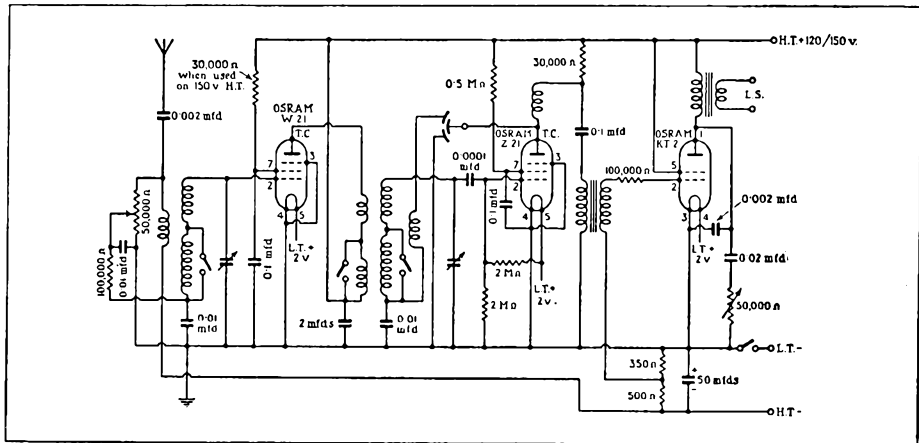 H.T.+120/150 v.
30,000 Ω
When used
on 150 v H.T.
30,000 Ω
0·5 MΩ
L.S.
OSRAM
W 21
T.C
0·002 mfd
OSRAM
Z 21
T.C.
0·1 mfd
OSRAM
KT 2
1
0·0001
mfd
7
3
2
4
5
7
3
2
4
5
100,000 Ω
5
2
3
4
50,000 Ω
0·1 mfd
0·1 mfd
0·002 mfd
L.T.+
2 v
L.T.+
2 v
100,000 Ω
0·01 mfd
2 MΩ
0·02 mfd
L.T.+
2 v.
2 MΩ
50,000 Ω
0·01
mfd
2 mfds
0·01
mfd
L.T.-
350 Ω
500 Ω
+
50 mfds
-
H.T-